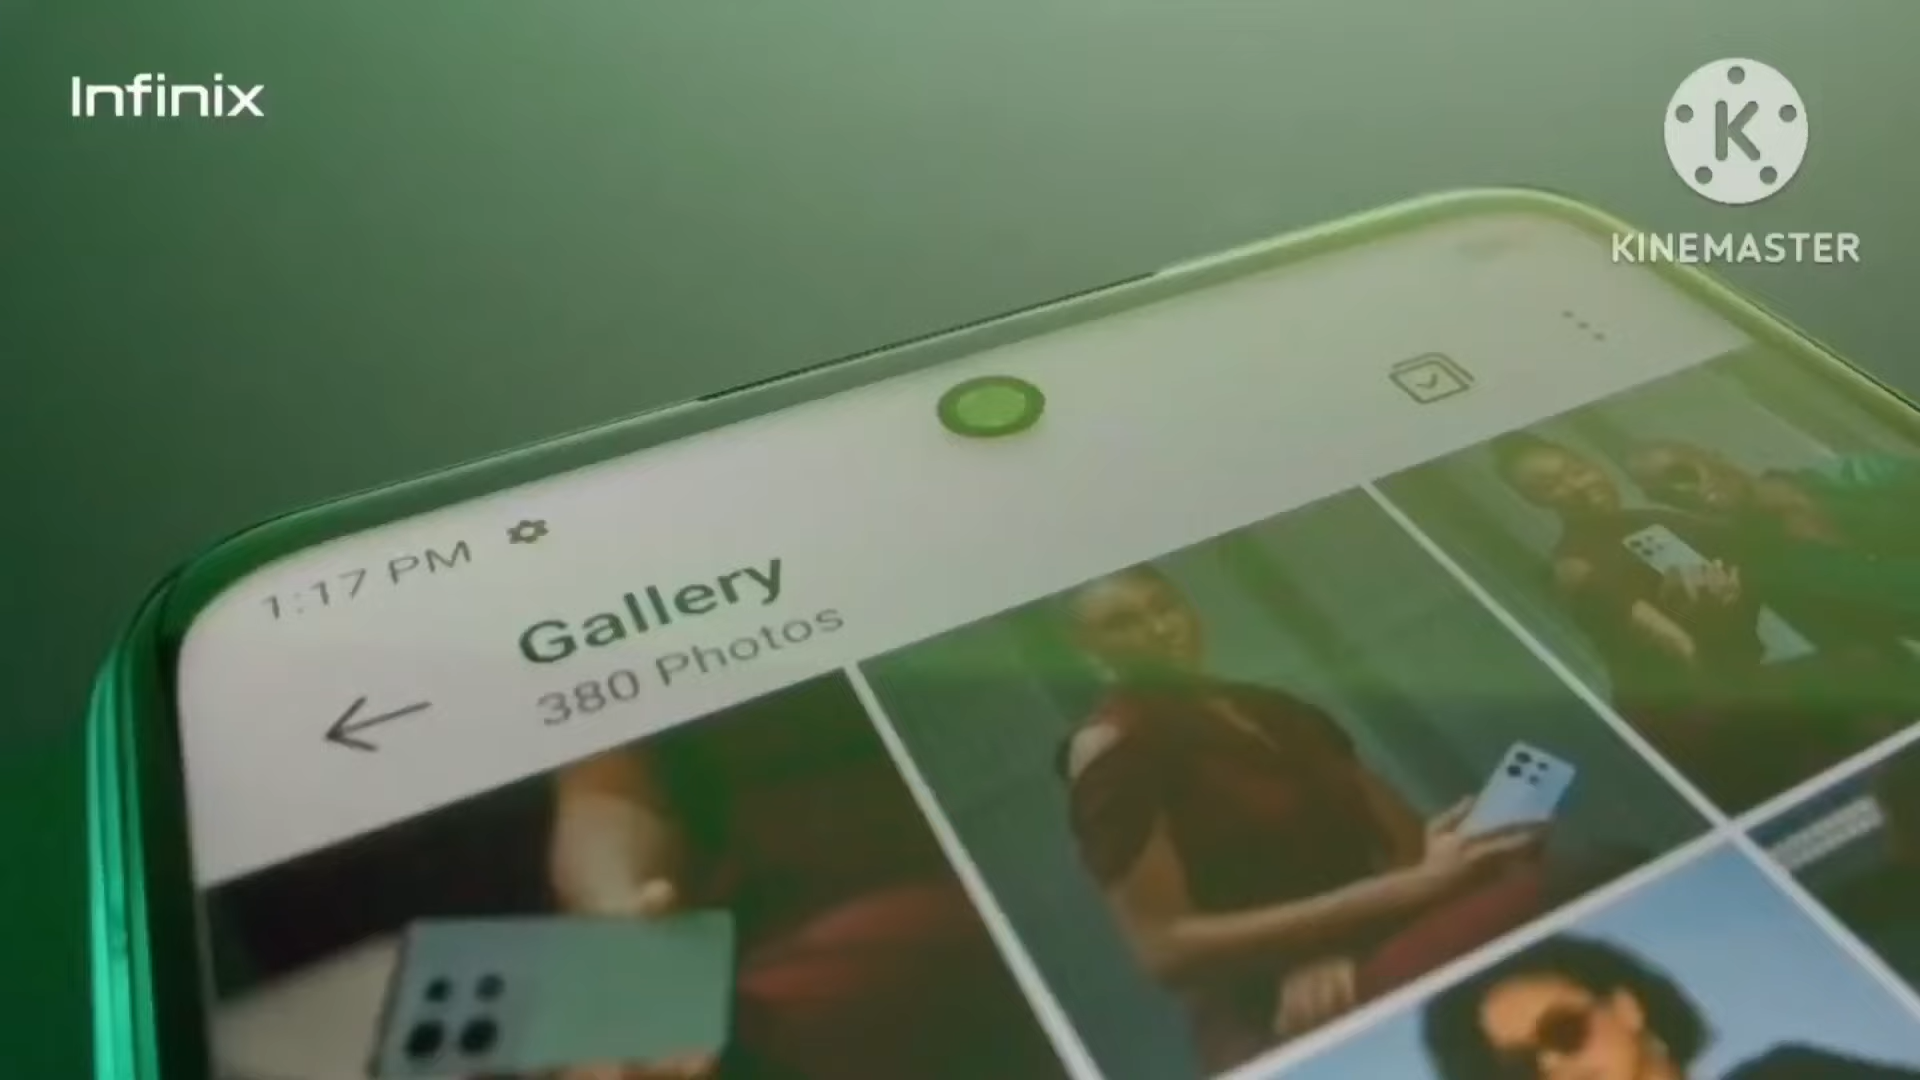 Infinix
K
KINEMASTER
1:17 PM
Gallery
380 Photos